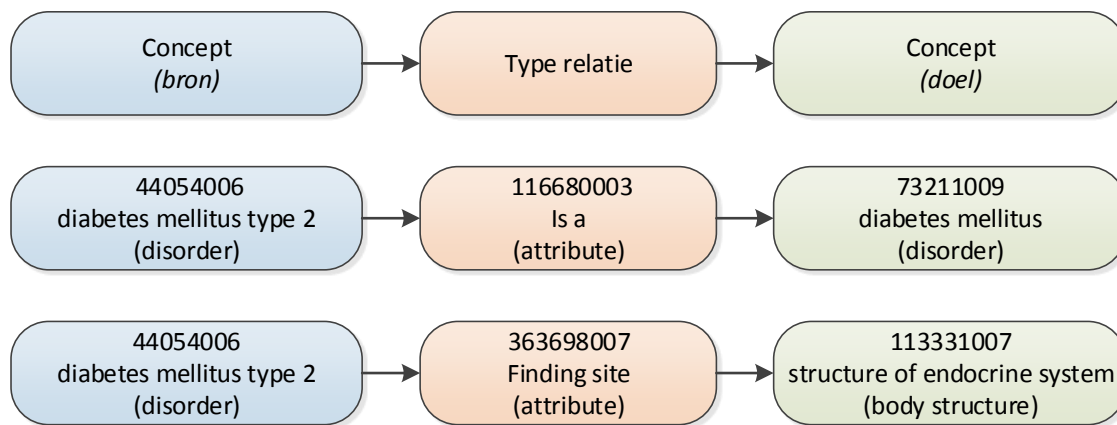 Concept
(bron)
Type relatie
Concept
(doel)
44054006
diabetes mellitus type 2
(disorder)
116680003
Is a
(attribute)
73211009
diabetes mellitus
(disorder)
44054006
diabetes mellitus type 2
(disorder)
363698007
Finding site
(attribute)
113331007
structure of endocrine system
(body structure)